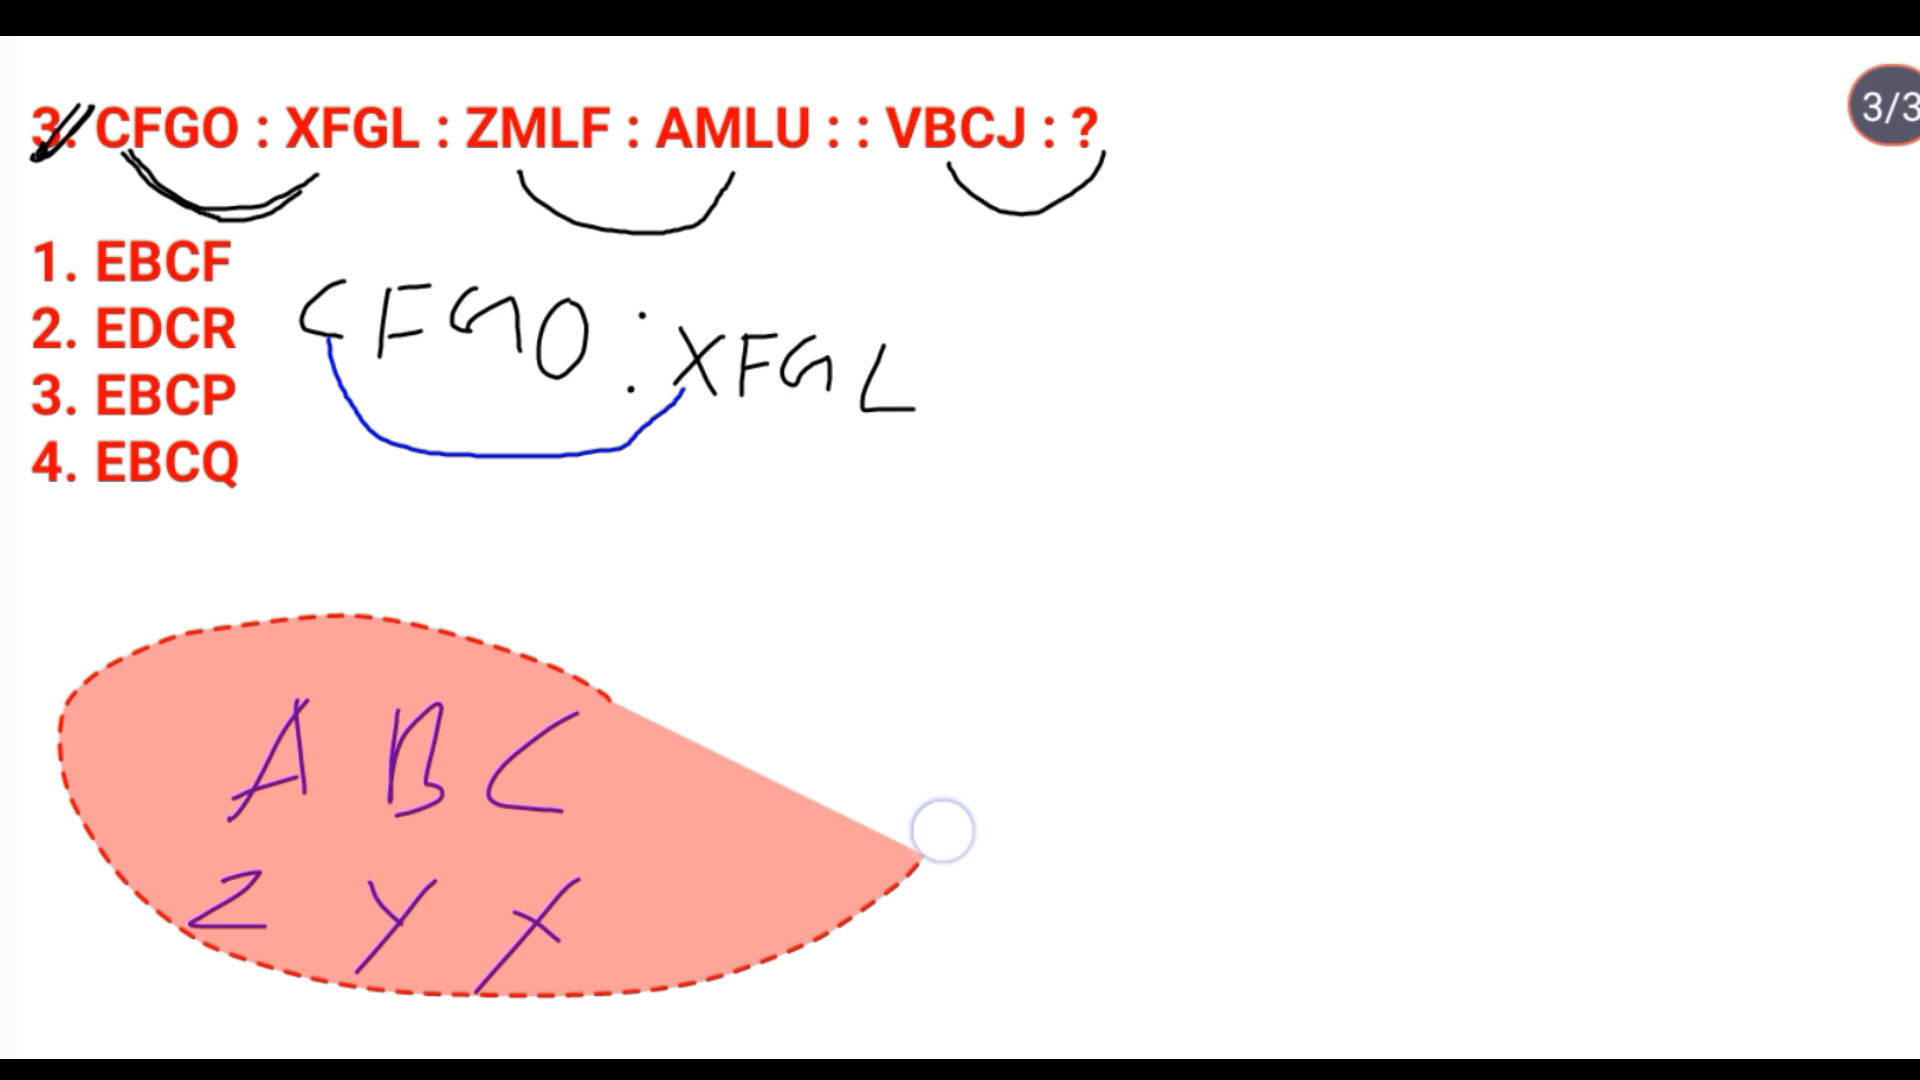 3. CFGO : XFGL : ZMLF : AMLU : : VBCJ : ?
3/3
1. EBCF
2. EDCR
3. EBCP
4. EBCQ
CFGO : XFGL
A B C
Z Y X